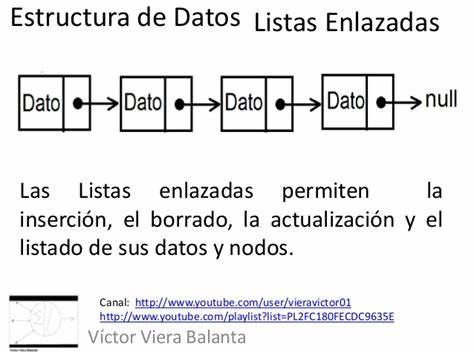 Estructura de Datos Listas Enlazadas
Dato Dato Dato Dato null
Las Listas enlazadas permiten la
inserción, el borrado, la actualización y el
listado de sus datos y nodos.
Canal: http://www.youtube.com/user/vieravictor01
http://www.youtube.com/playlist?list=PL2FC180FECDC9635E
Víctor Viera Balanta